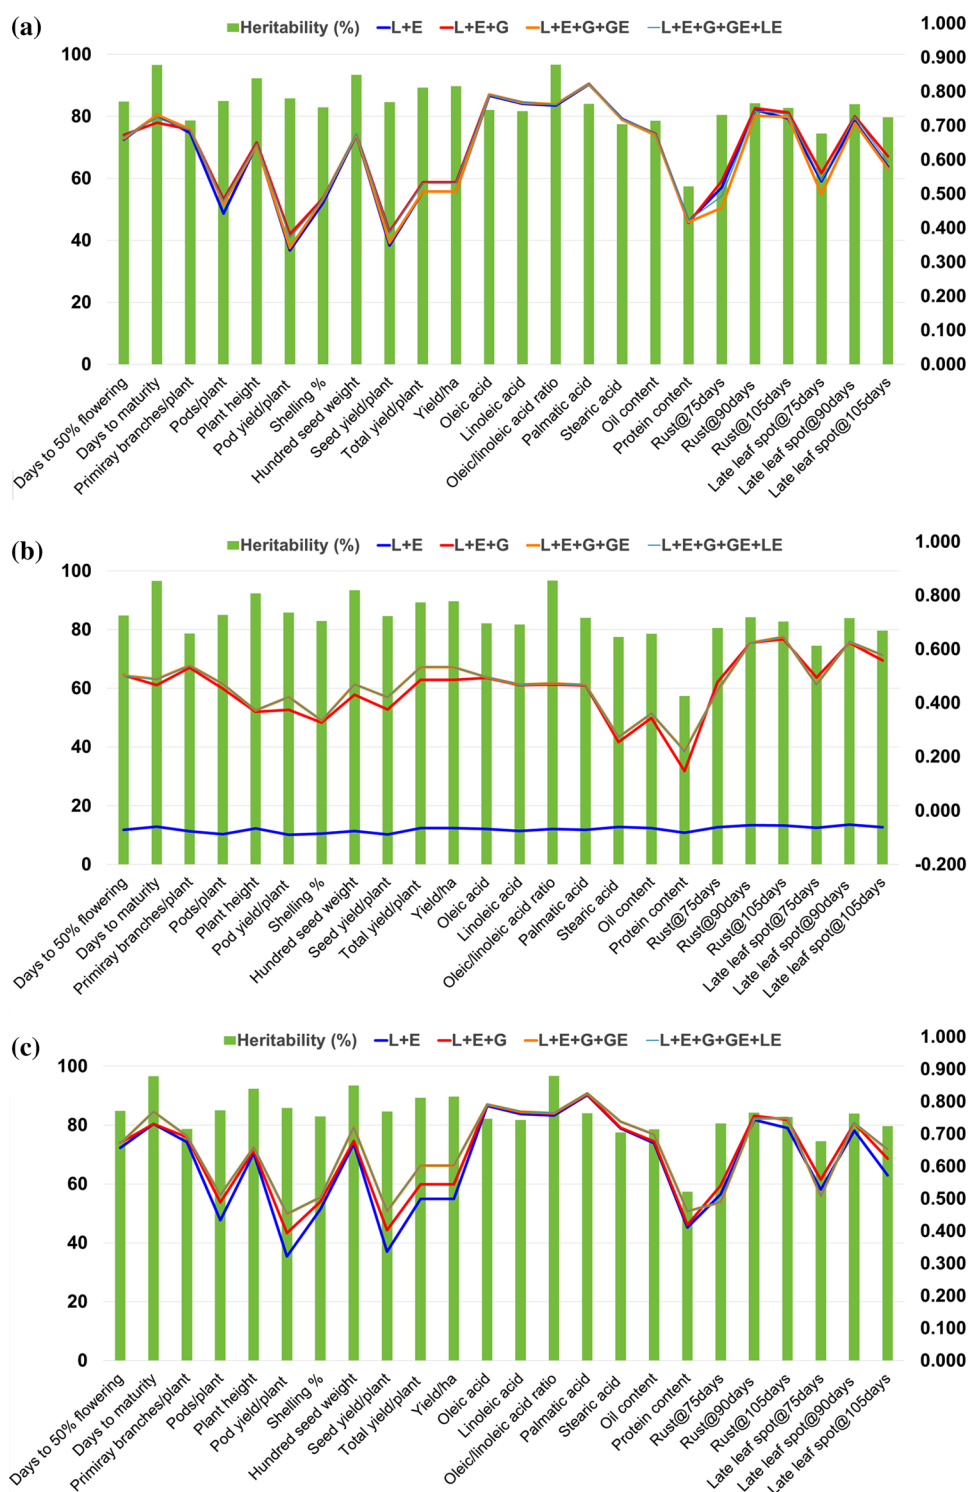 (a)
Heritability (%) L+E L+E+G L+E+G+GE L+E+G+GE+LE
100
80
60
40
20
0
1.000
0.900
0.800
0.700
0.600
0.500
0.400
0.300
0.200
0.100
0.000
Days to 50% flowering
Days to maturity
Primiray branches/plant
Pods/plant
Plant height
Pod yield/plant
Shelling %
Hundred seed weight
Seed yield/plant
Total yield/plant
Yield/ha
Oleic acid
Linoleic acid
Oleic/linoleic acid ratio
Palmatic acid
Stearic acid
Oil content
Protein content
Rust@75days
Rust@90days
Rust@105days
Late leaf spot@75days
Late leaf spot@90days
Late leaf spot@105days
(b)
Heritability (%) L+E L+E+G L+E+G+GE L+E+G+GE+LE
100
80
60
40
20
0
1.000
0.800
0.600
0.400
0.200
0.000
-0.200
Days to 50% flowering
Days to maturity
Primiray branches/plant
Pods/plant
Plant height
Pod yield/plant
Shelling %
Hundred seed weight
Seed yield/plant
Total yield/plant
Yield/ha
Oleic acid
Linoleic acid
Oleic/linoleic acid ratio
Palmatic acid
Stearic acid
Oil content
Protein content
Rust@75days
Rust@90days
Rust@105days
Late leaf spot@75days
Late leaf spot@90days
Late leaf spot@105days
(c)
Heritability (%) L+E L+E+G L+E+G+GE L+E+G+GE+LE
100
80
60
40
20
0
1.000
0.900
0.800
0.700
0.600
0.500
0.400
0.300
0.200
0.100
0.000
Days to 50% flowering
Days to maturity
Primiray branches/plant
Pods/plant
Plant height
Pod yield/plant
Shelling %
Hundred seed weight
Seed yield/plant
Total yield/plant
Yield/ha
Oleic acid
Linoleic acid
Oleic/linoleic acid ratio
Palmatic acid
Stearic acid
Oil content
Protein content
Rust@75days
Rust@90days
Rust@105days
Late leaf spot@75days
Late leaf spot@90days
Late leaf spot@105days